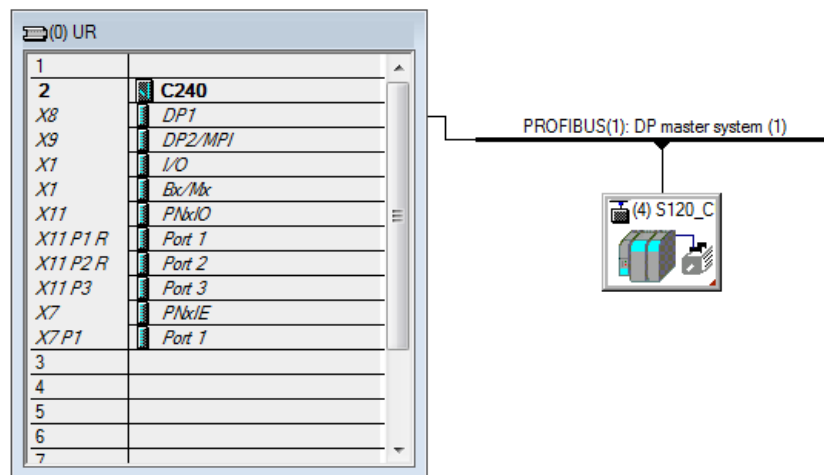 (0) UR
1
2 C240
X8 DP1
X9 DP2/MPI
X1 I/O
X1 Bx/Mx
X11 PNxIO
X11 P1 R Port 1
X11 P2 R Port 2
X11 P3 Port 3
X7 PNxIE
X7 P1 Port 1
3
4
5
6
7
PROFIBUS(1): DP master system (1)
(4) S120_C